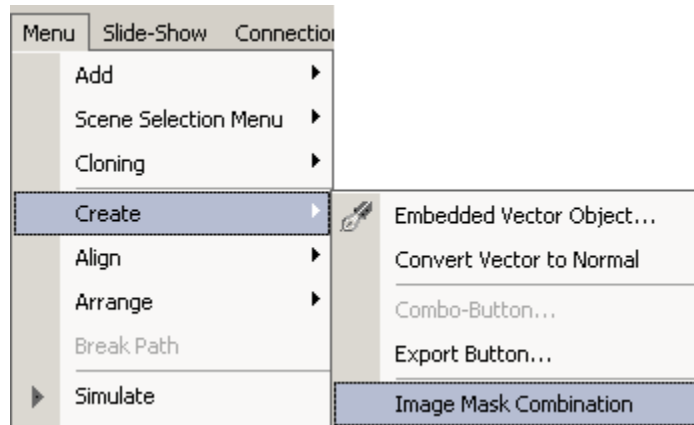 Menu Slide-Show Connectio
Add
Scene Selection Menu
Cloning
Create
Align
Arrange
Break Path
Simulate
Embedded Vector Object...
Convert Vector to Normal
Combo-Button...
Export Button...
Image Mask Combination